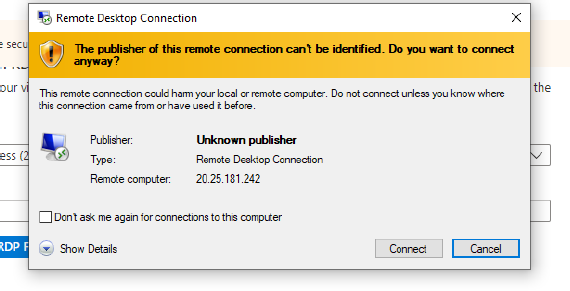 Remote Desktop Connection
The publisher of this remote connection can't be identified. Do you want to connect
anyway?
This remote connection could harm your local or remote computer. Do not connect unless you know where
this connection came from or have used it before.
Publisher: Unknown publisher
Type: Remote Desktop Connection
Remote computer: 20.25.181.242
Don't ask me again for connections to this computer
Show Details Connect Cancel
e secu
our vi
the
ess (2
RDP F